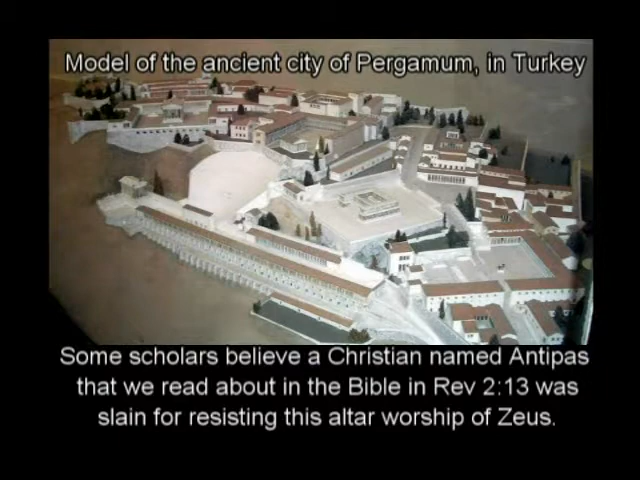 Model of the ancient city of Pergamum, in Turkey
Some scholars believe a Christian named Antipas
that we read about in the Bible in Rev 2:13 was
slain for resisting this altar worship of Zeus.